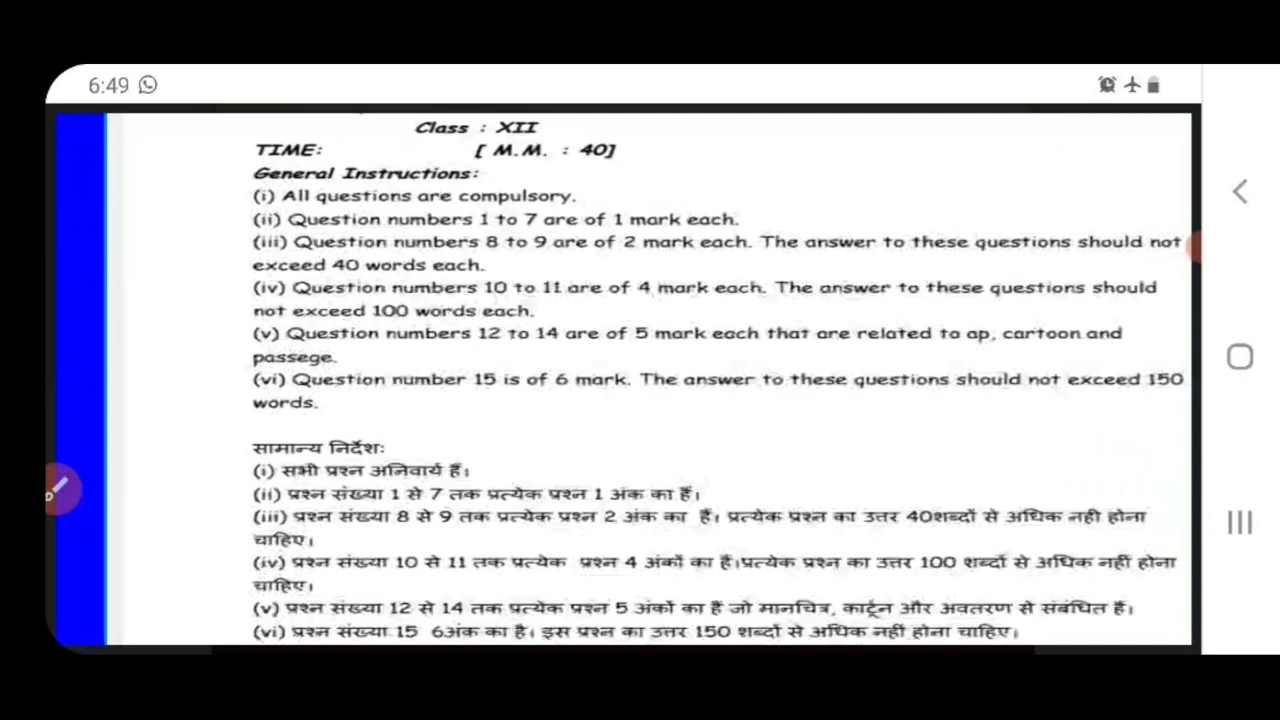 6:49
Class : XII
TIME: [ M.M. : 40]
General Instructions:
(i) All questions are compulsory.
(ii) Question numbers 1 to 7 are of 1 mark each.
(iii) Question numbers 8 to 9 are of 2 mark each. The answer to these questions should not
exceed 40 words each.
(iv) Question numbers 10 to 11 are of 4 mark each. The answer to these questions should
not exceed 100 words each.
(v) Question numbers 12 to 14 are of 5 mark each that are related to ap, cartoon and
passege.
(vi) Question number 15 is of 6 mark. The answer to these questions should not exceed 150
words.
सामान्य निर्देशः
(i) सभी प्रश्न अनिवार्य हैं।
(ii) प्रश्न संख्या 1 से 7 तक प्रत्येक प्रश्न 1 अंक का हैं।
(iii) प्रश्न संख्या 8 से 9 तक प्रत्येक प्रश्न 2 अंक का हैं। प्रत्येक प्रश्न का उत्तर 40शब्दों से अधिक नही होना
चाहिए।
(iv) प्रश्न संख्या 10 से 11 तक प्रत्येक प्रश्न 4 अंकों का हैं।प्रत्येक प्रश्न का उत्तर 100 शब्दों से अधिक नहीं होना
चाहिए।
(v) प्रश्न संख्या 12 से 14 तक प्रत्येक प्रश्न 5 अंकों का हैं जो मानचित्र, कार्टून और अवतरण से संबंधित हैं।
(vi) प्रश्न संख्या 15 6अंक का है। इस प्रश्न का उत्तर 150 शब्दों से अधिक नहीं होना चाहिए।